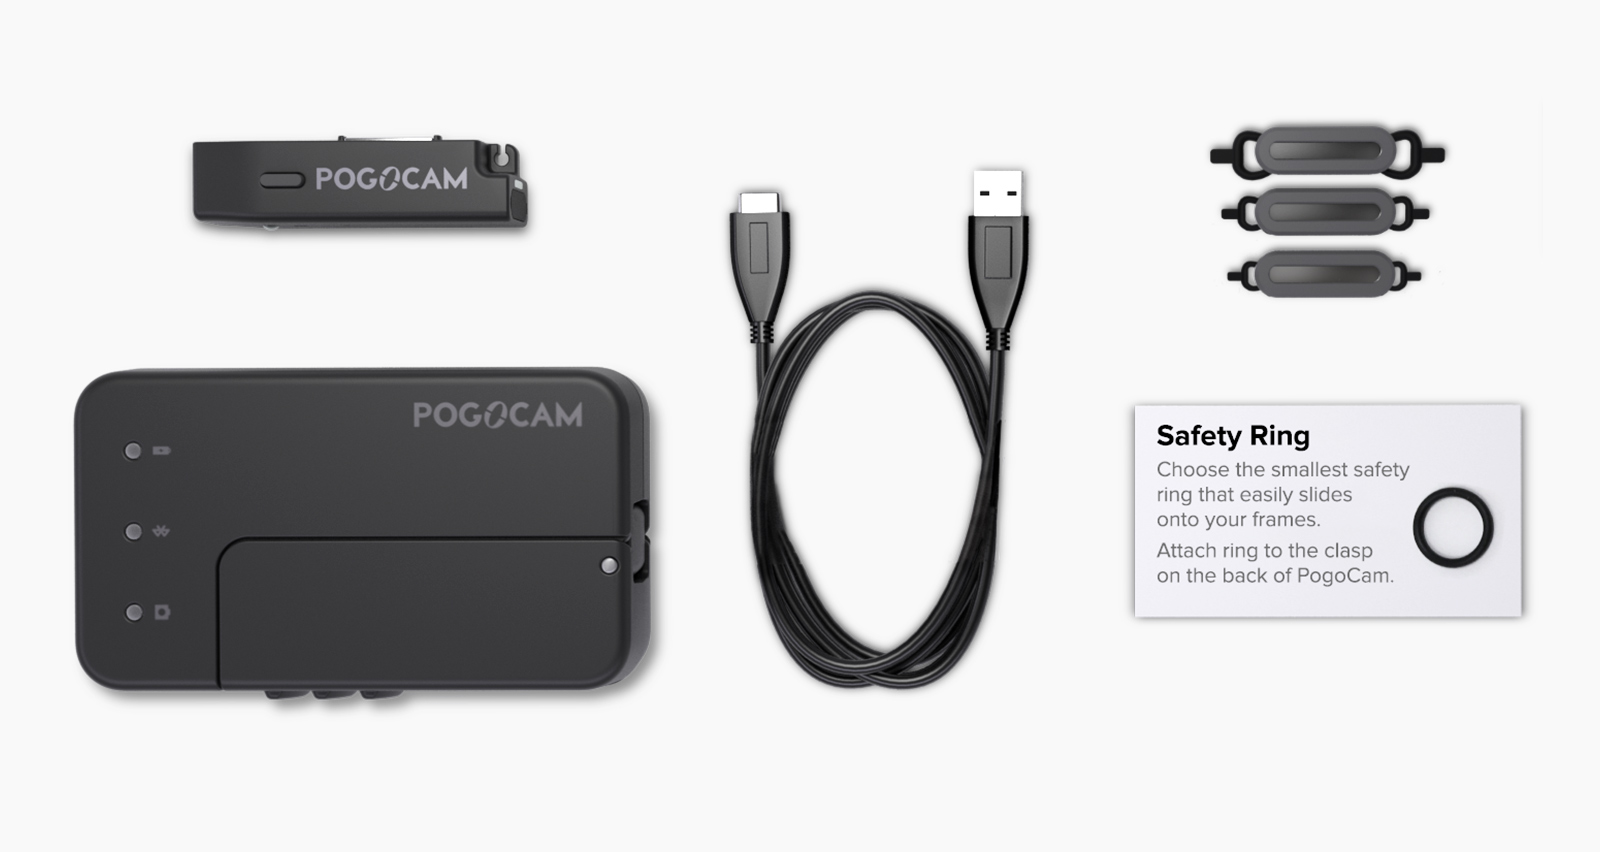 POGOCAM
POGOCAM
Safety Ring
Choose the smallest safety
ring that easily slides
onto your frames.
Attach ring to the clasp
on the back of PogoCam.